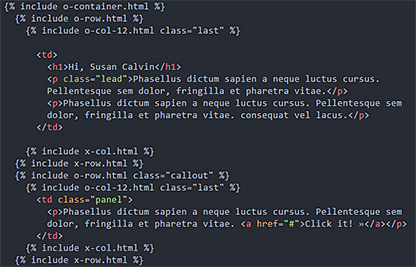 {% include o-container.html %}
{% include o-row.html %}
{% include o-col-12.html class="last" %}
<td>
<h1>Hi, Susan Calvin</h1>
<p class="lead">Phasellus dictum sapien a neque luctus cursus.
Pellentesque sem dolor, fringilla et pharetra vitae.</p>
<p>Phasellus dictum sapien a neque luctus cursus. Pellentesque sem
dolor, fringilla et pharetra vitae. consequat vel lacus.</p>
</td>
{% include x-col.html %}
{% include x-row.html %}
{% include o-row.html class="callout" %}
{% include o-col-12.html class="last" %}
<td class="panel">
<p>Phasellus dictum sapien a neque luctus cursus. Pellentesque sem
dolor, fringilla et pharetra vitae. <a href="#">Click it! »</a></p>
</td>
{% include x-col.html %}
{% include x-row.html %}